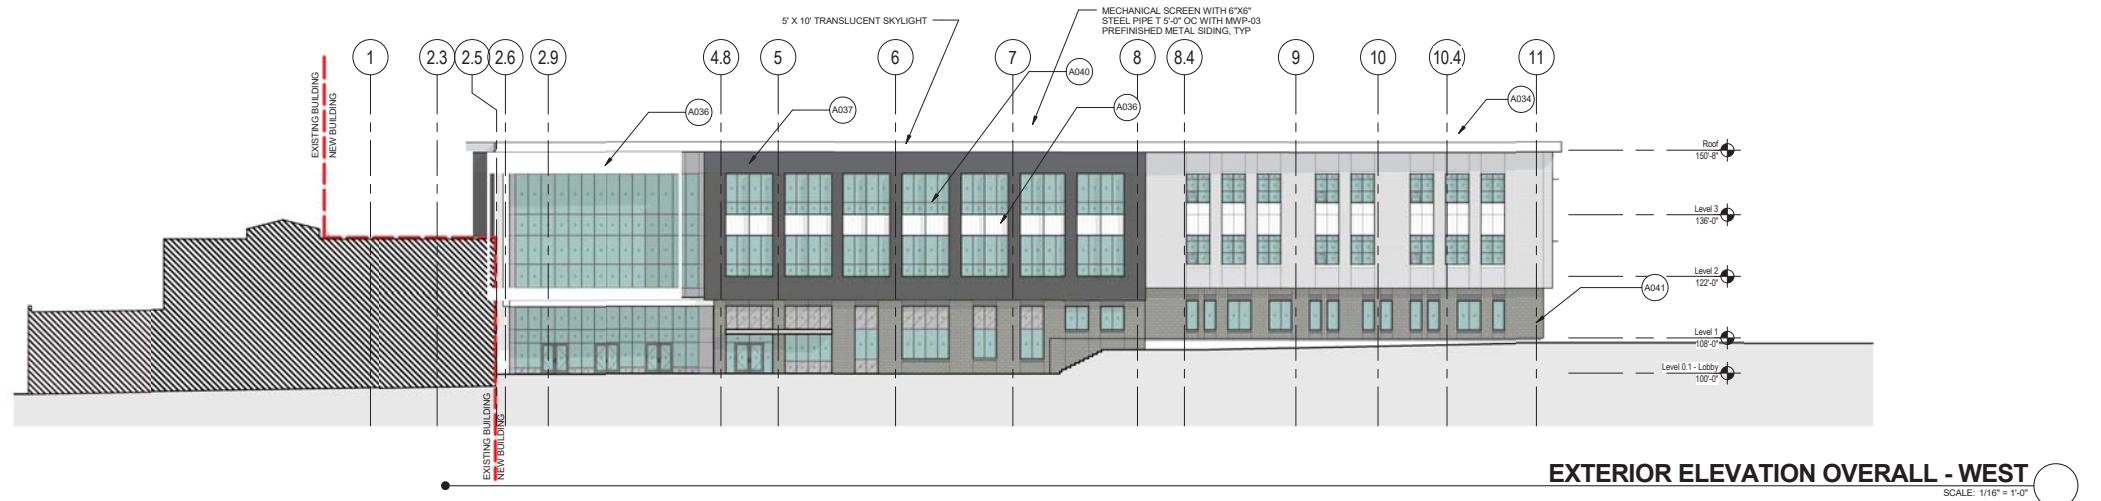 5' X 10' TRANSLUCENT SKYLIGHT
MECHANICAL SCREEN WITH 6"X6"
STEEL PIPE T 5'-0" OC WITH MWP-03
PREFINISHED METAL SIDING, TYP
1
2.3
2.5
2.6
2.9
4.8
5
6
7
8
8.4
9
10
10.4
11
EXISTING BUILDING
NEW BUILDING
A036
A037
A040
A036
A034
A041
Roof
150'-8"
Level 3
136'-0"
Level 2
122'-0"
Level 1
108'-0"
Level 0.1 - Lobby
100'-0"
EXISTING BUILDING
NEW BUILDING
EXTERIOR ELEVATION OVERALL - WEST
SCALE: 1/16" = 1'-0"